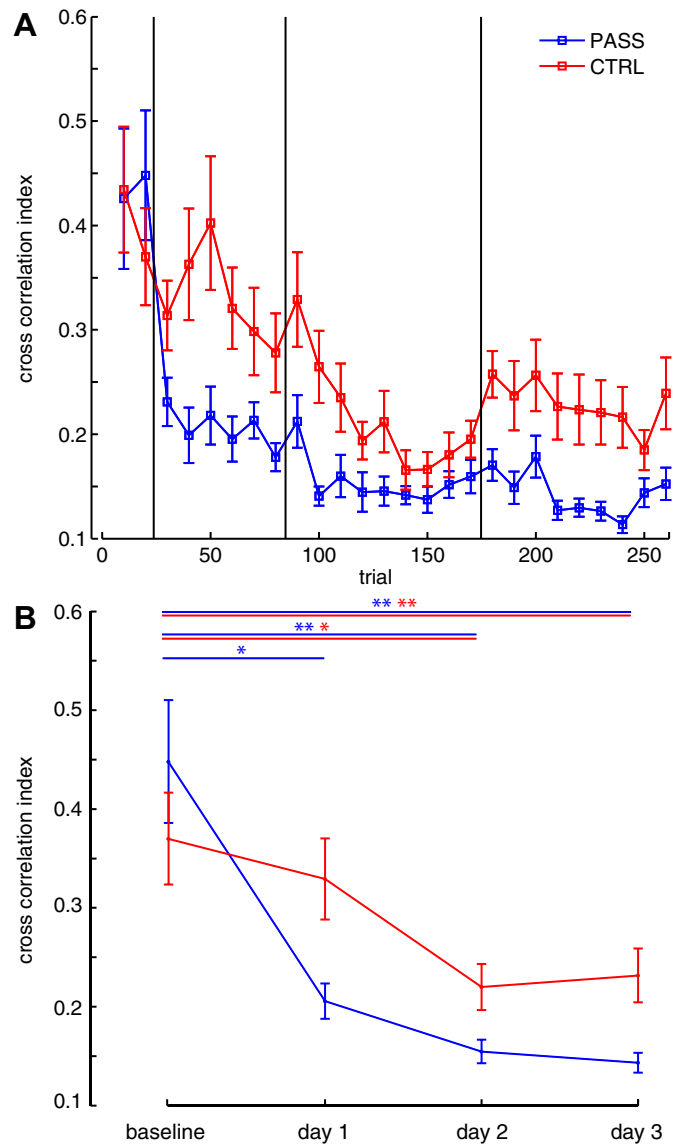 A
0.6
PASS
CTRL
0.5
0.4
0.3
0.2
0.1
cross correlation index
0 50 100 150 200 250
trial
B
0.6
** **
** *
*
0.5
0.4
0.3
0.2
0.1
cross correlation index
baseline day 1 day 2 day 3